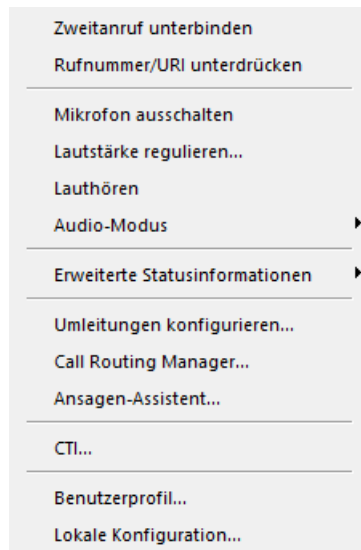 Zweitanruf unterbinden
Rufnummer/URI unterdrücken
Mikrofon ausschalten
Lautstärke regulieren...
Lauthören
Audio-Modus
Erweiterte Statusinformationen
Umleitungen konfigurieren...
Call Routing Manager...
Ansagen-Assistent...
CTI...
Benutzerprofil...
Lokale Konfiguration...